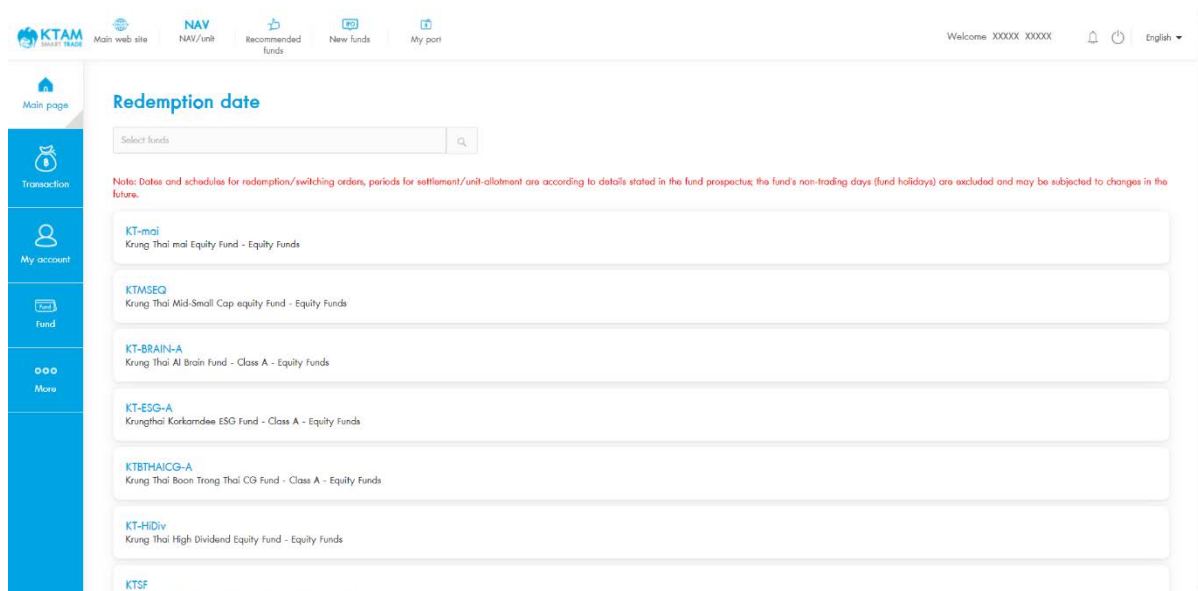 KTAM
SMART TRADE
Main web site
NAV
NAV/unit
Recommended
funds
IPO
New funds
My port
Welcome XXXXX XXXXX
English
Main page
Transaction
My account
Fund
Fund
More
Redemption date
Select funds
Note: Dates and schedules for redemption/switching orders, periods for settlement/unit-allotment are according to details stated in the fund prospectus; the fund's non-trading days (fund holidays) are excluded and may be subjected to changes in the
future.
KT-mai
Krung Thai mai Equity Fund - Equity Funds
KTMSEQ
Krung Thai Mid-Small Cap equity Fund - Equity Funds
KT-BRAIN-A
Krung Thai AI Brain Fund - Class A - Equity Funds
KT-ESG-A
Krungthai Korkarndee ESG Fund - Class A - Equity Funds
KTBTHAICG-A
Krung Thai Boon Trong Thai CG Fund - Class A - Equity Funds
KT-HiDiv
Krung Thai High Dividend Equity Fund - Equity Funds
KTSF